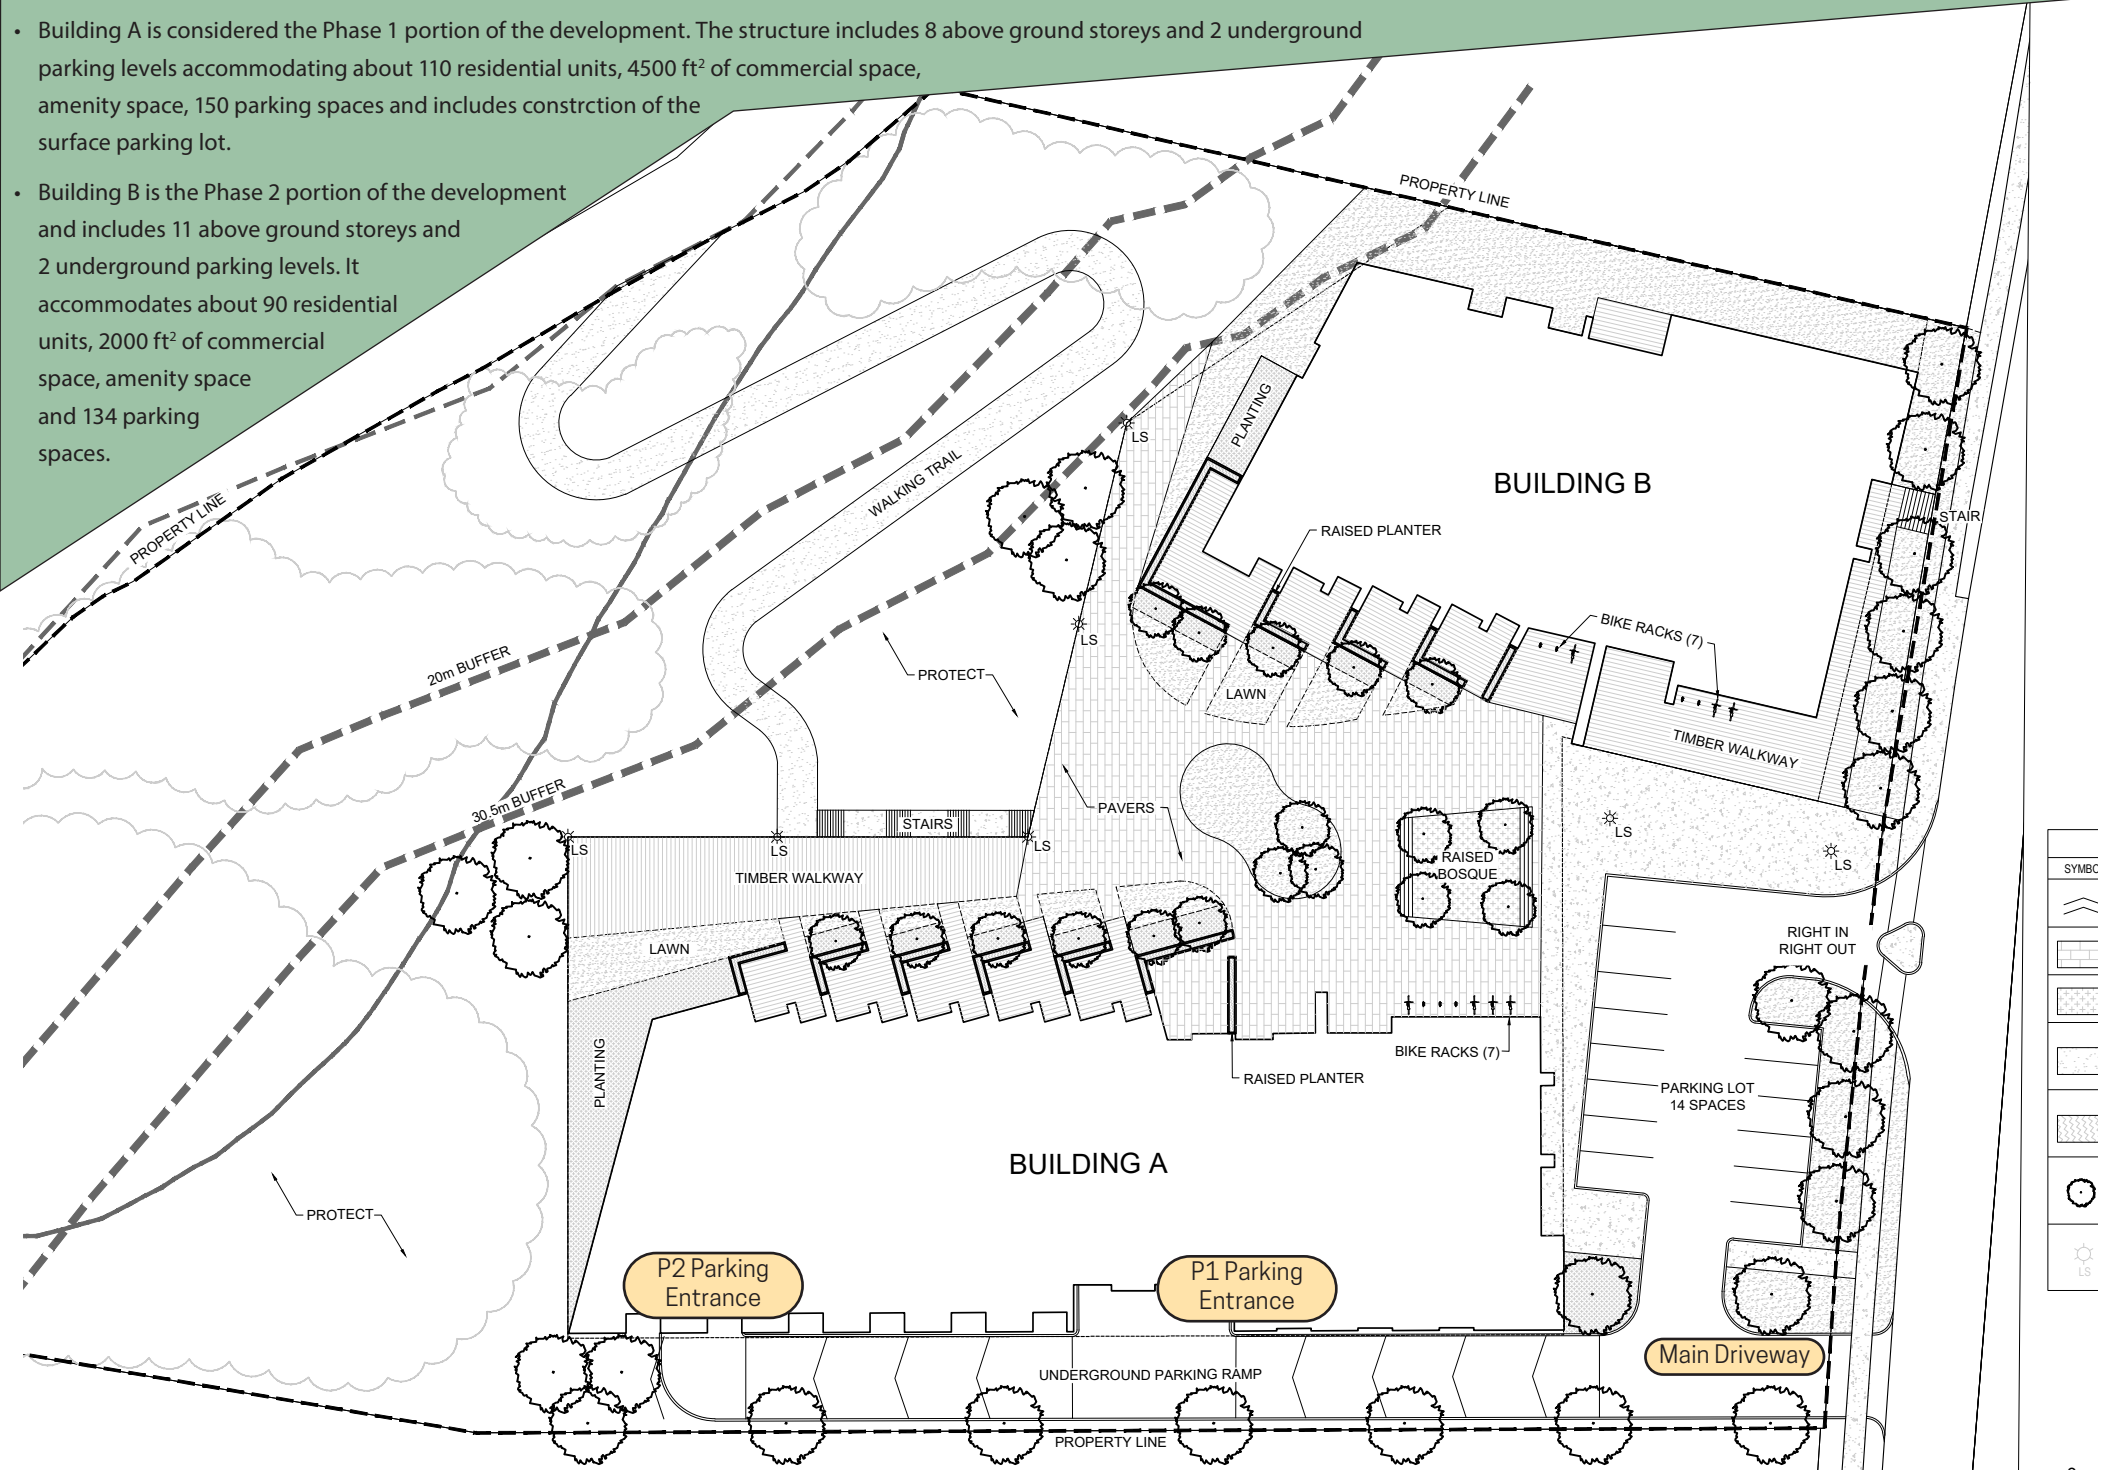 • Building A is considered the Phase 1 portion of the development. The structure includes 8 above ground storeys and 2 underground
parking levels accommodating about 110 residential units, 4500 ft² of commercial space,
amenity space, 150 parking spaces and includes constrction of the
surface parking lot.
• Building B is the Phase 2 portion of the development
and includes 11 above ground storeys and
2 underground parking levels. It
accommodates about 90 residential
units, 2000 ft² of commercial
space, amenity space
and 134 parking
spaces.
PROPERTY LINE
PROPERTY LINE
PLANTING
LS
WALKING TRAIL
BUILDING B
STAIR
RAISED PLANTER
BIKE RACKS (7)
LS
20m BUFFER
PROTECT
LAWN
TIMBER WALKWAY
30.5m BUFFER
PAVERS
STAIRS
LS
LS
LS
LS
LS
RAISED
BOSQUE
SYMBO
TIMBER WALKWAY
LAWN
RIGHT IN
RIGHT OUT
PLANTING
BIKE RACKS (7)
RAISED PLANTER
PARKING LOT
14 SPACES
BUILDING A
PROTECT
LS
P2 Parking
Entrance
P1 Parking
Entrance
Main Driveway
UNDERGROUND PARKING RAMP
PROPERTY LINE